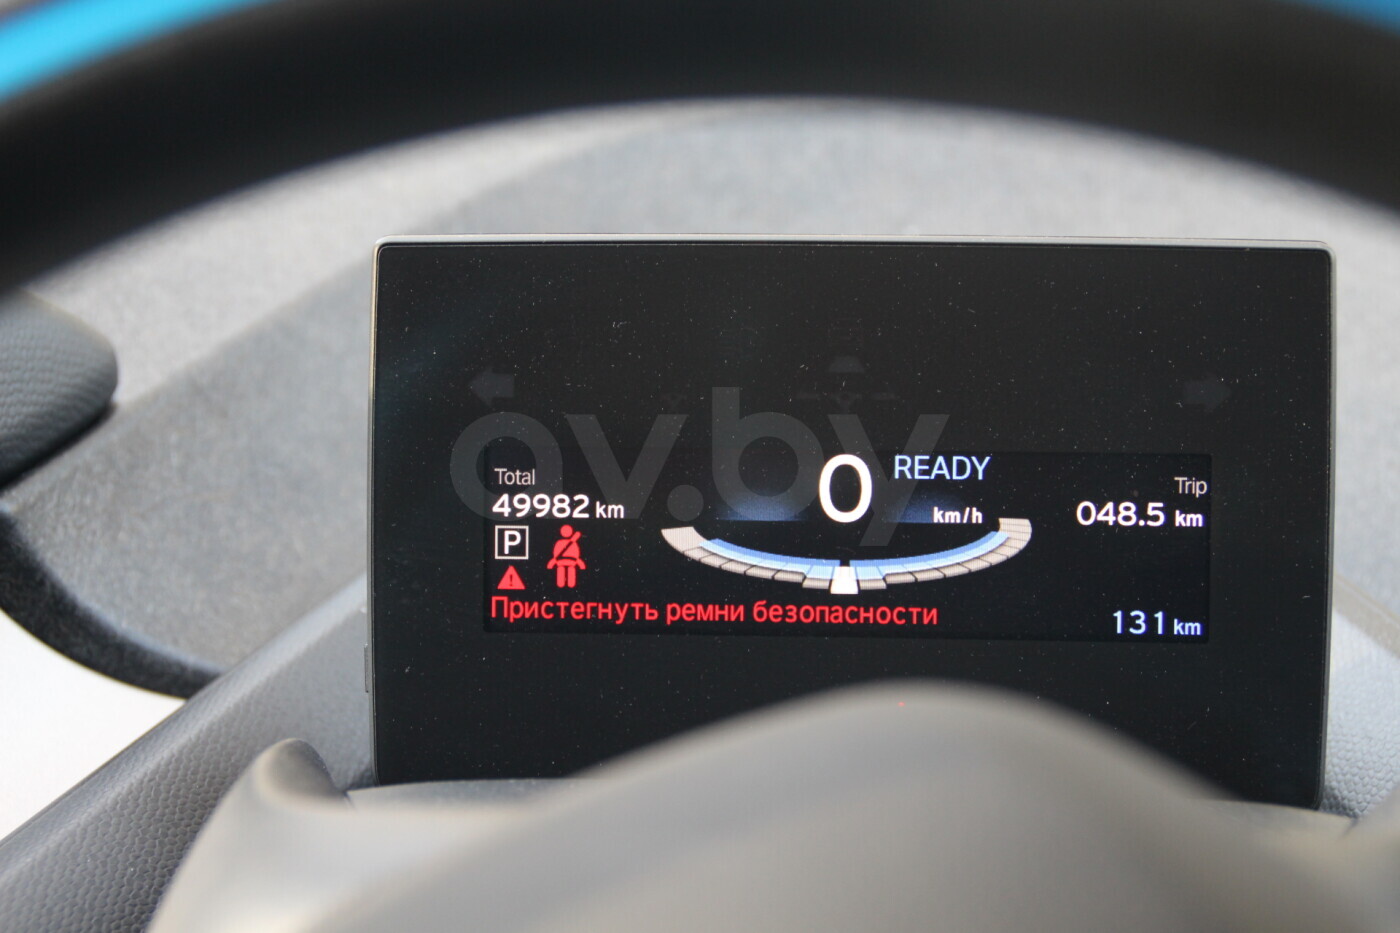 av.by
READY
0
km/h
Total
49982 km
Trip
048.5 km
P
Пристегнуть ремни безопасности
131 km